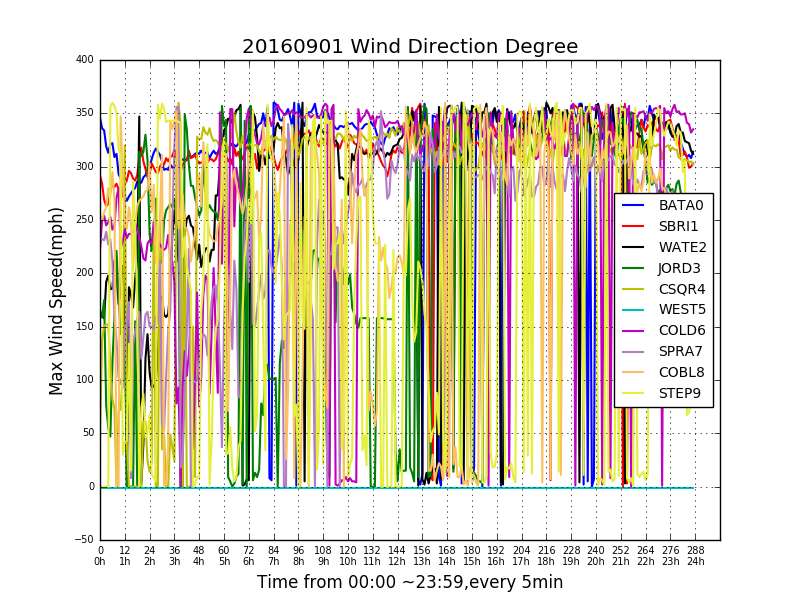 20160901 Wind Direction Degree
Max Wind Speed(mph)
400
350
300
250
200
150
100
50
0
−50
BATA0
SBRI1
WATE2
JORD3
CSQR4
WEST5
COLD6
SPRA7
COBL8
STEP9
0 12 24 36 48 60 72 84 96 108 120 132 144 156 168 180 192 204 216 228 240 252 264 276 288
0h 1h 2h 3h 4h 5h 6h 7h 8h 9h 10h 11h 12h 13h 14h 15h 16h 17h 18h 19h 20h 21h 22h 23h 24h
Time from 00:00 ~23:59,every 5min